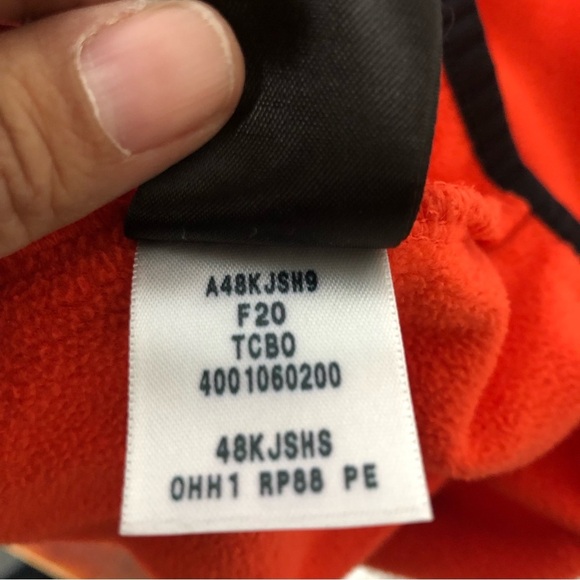 A48KJSH9
F20
TCBO
4001060200
48KJSHS
OHH1 RP88 PE